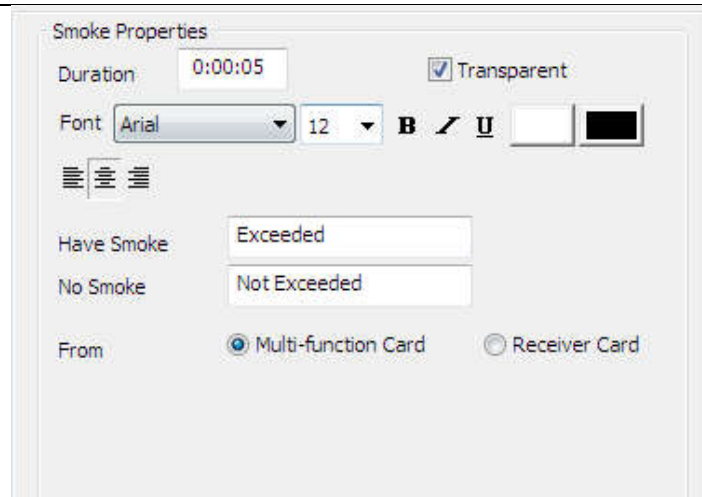 Smoke Properties
Duration 0:00:05 Transparent
Font Arial 12 B I U
Have Smoke Exceeded
No Smoke Not Exceeded
From Multi-function Card Receiver Card